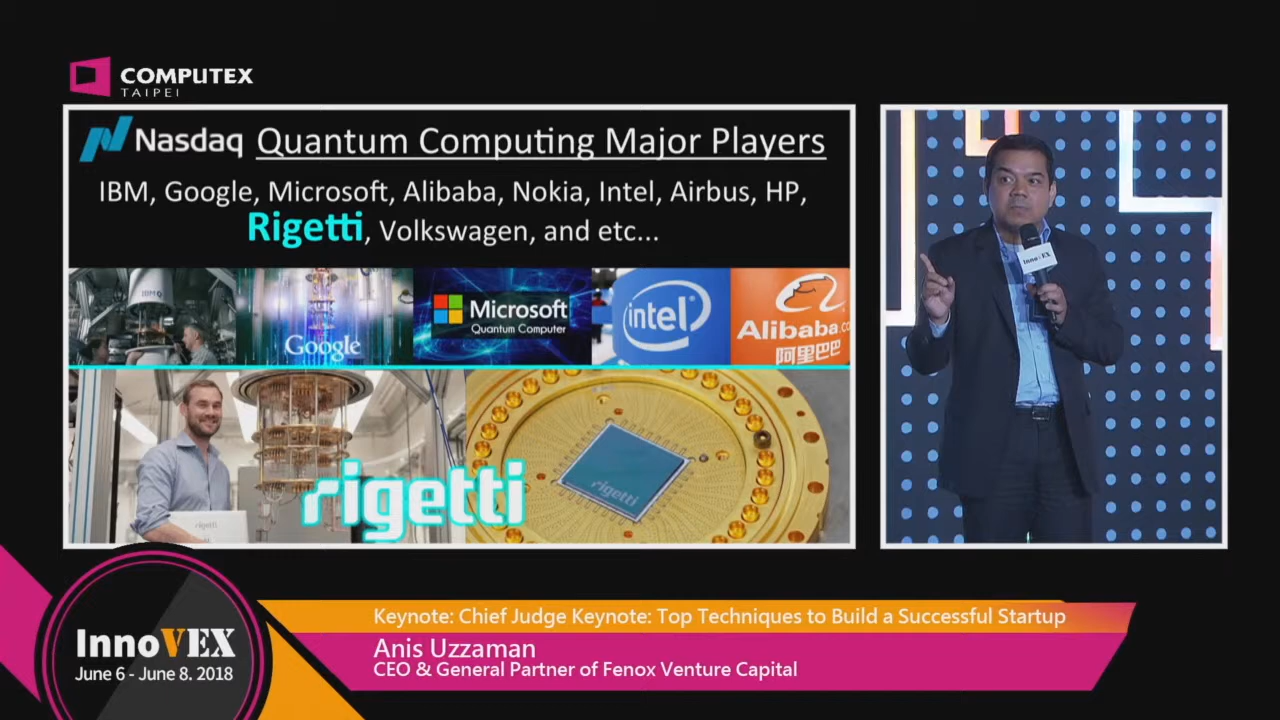 COMPUTEX
TAIPEI
Nasdaq Quantum Computing Major Players
IBM, Google, Microsoft, Alibaba, Nokia, Intel, Airbus, HP,
Rigetti, Volkswagen, and etc...
IBM Q
Google
Microsoft
Quantum Computer
intel
Alibaba.co
阿里巴巴
rigetti
rigetti
rigetti
InnoVEX
InnoVEX
June 6 - June 8. 2018
Keynote: Chief Judge Keynote: Top Techniques to Build a Successful Startup
Anis Uzzaman
CEO & General Partner of Fenox Venture Capital